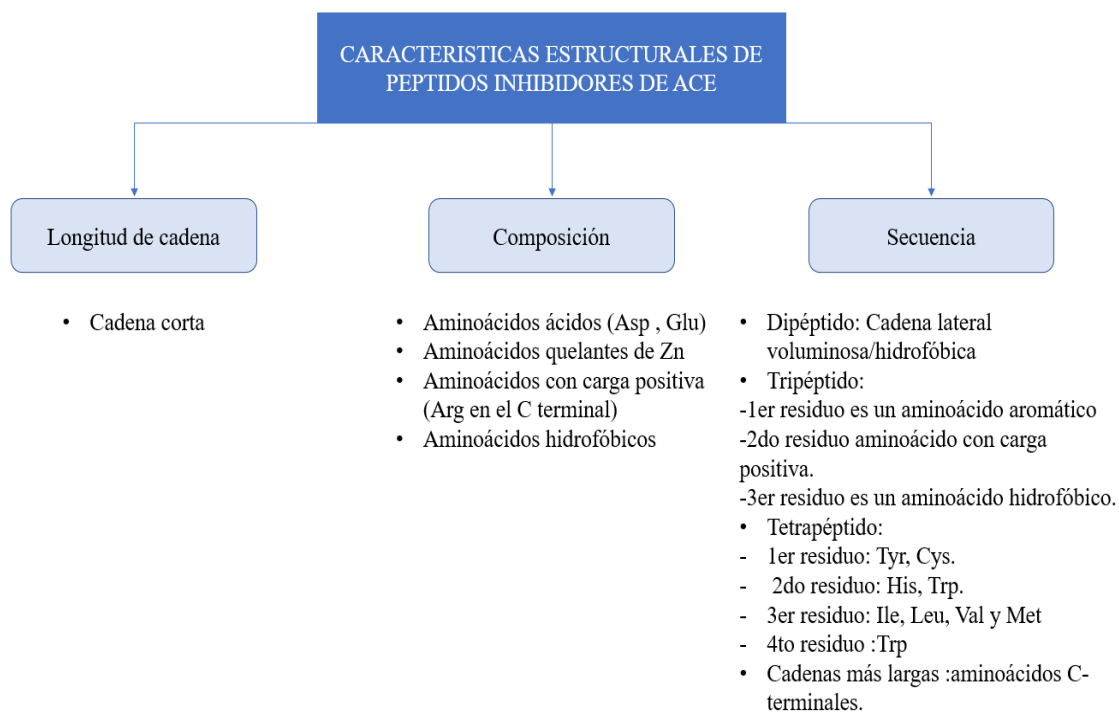 CARACTERISTICAS ESTRUCTURALES DE
PEPTIDOS INHIBIDORES DE ACE
Longitud de cadena
• Cadena corta
Composición
• Aminoácidos ácidos (Asp , Glu)
• Aminoácidos quelantes de Zn
• Aminoácidos con carga positiva
(Arg en el C terminal)
• Aminoácidos hidrofóbicos
Secuencia
• Dipéptido: Cadena lateral
voluminosa/hidrofóbica
• Tripéptido:
-1er residuo es un aminoácido aromático
-2do residuo aminoácido con carga
positiva.
-3er residuo es un aminoácido hidrofóbico.
• Tetrapéptido:
- 1er residuo: Tyr, Cys.
- 2do residuo: His, Trp.
- 3er residuo: Ile, Leu, Val y Met
- 4to residuo :Trp
• Cadenas más largas :aminoácidos C-
terminales.